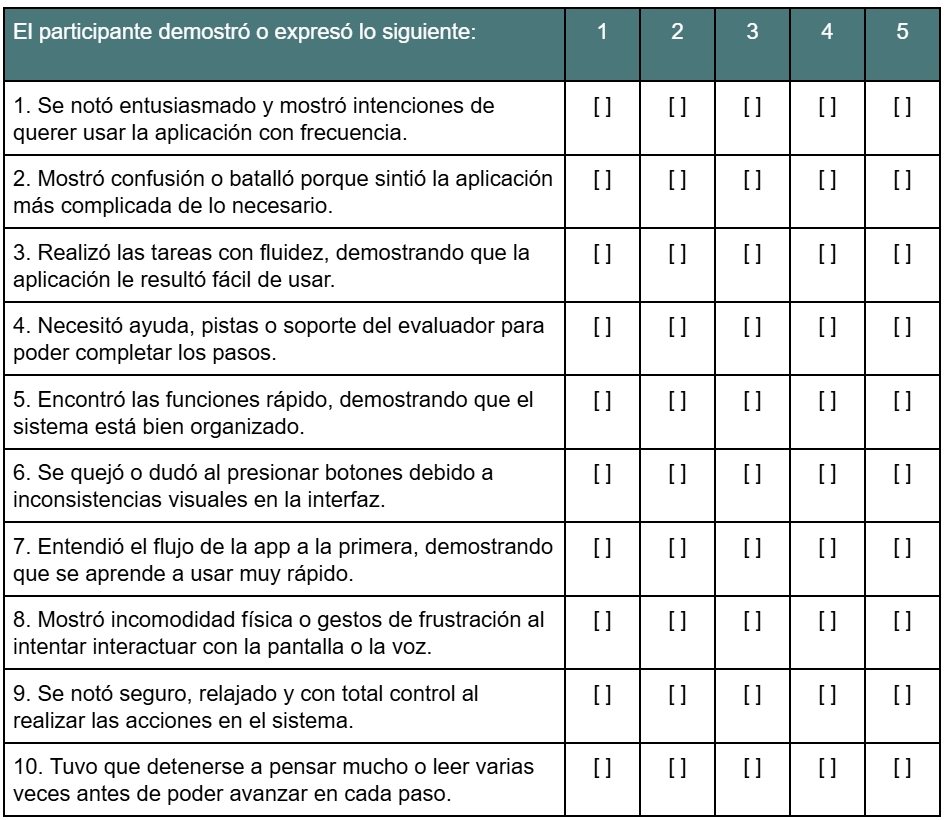 El participante demostró o expresó lo siguiente: 1 2 3 4 5
1. Se notó entusiasmado y mostró intenciones de [ ] [ ] [ ] [ ] [ ]
querer usar la aplicación con frecuencia.
2. Mostró confusión o batalló porque sintió la aplicación [ ] [ ] [ ] [ ] [ ]
más complicada de lo necesario.
3. Realizó las tareas con fluidez, demostrando que la [ ] [ ] [ ] [ ] [ ]
aplicación le resultó fácil de usar.
4. Necesitó ayuda, pistas o soporte del evaluador para [ ] [ ] [ ] [ ] [ ]
poder completar los pasos.
5. Encontró las funciones rápido, demostrando que el [ ] [ ] [ ] [ ] [ ]
sistema está bien organizado.
6. Se quejó o dudó al presionar botones debido a [ ] [ ] [ ] [ ] [ ]
inconsistencias visuales en la interfaz.
7. Entendió el flujo de la app a la primera, demostrando [ ] [ ] [ ] [ ] [ ]
que se aprende a usar muy rápido.
8. Mostró incomodidad física o gestos de frustración al [ ] [ ] [ ] [ ] [ ]
intentar interactuar con la pantalla o la voz.
9. Se notó seguro, relajado y con total control al [ ] [ ] [ ] [ ] [ ]
realizar las acciones en el sistema.
10. Tuvo que detenerse a pensar mucho o leer varias [ ] [ ] [ ] [ ] [ ]
veces antes de poder avanzar en cada paso.